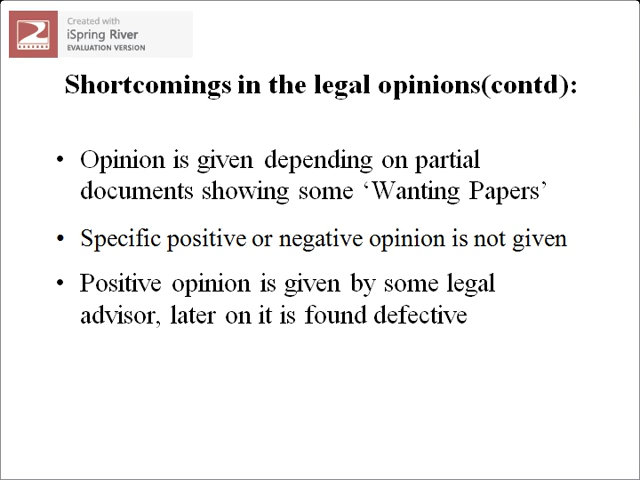 Created with
iSpring River
EVALUATION VERSION
Shortcomings in the legal opinions(contd):
• Opinion is given depending on partial
documents showing some ‘Wanting Papers’
• Specific positive or negative opinion is not given
• Positive opinion is given by some legal
advisor, later on it is found defective